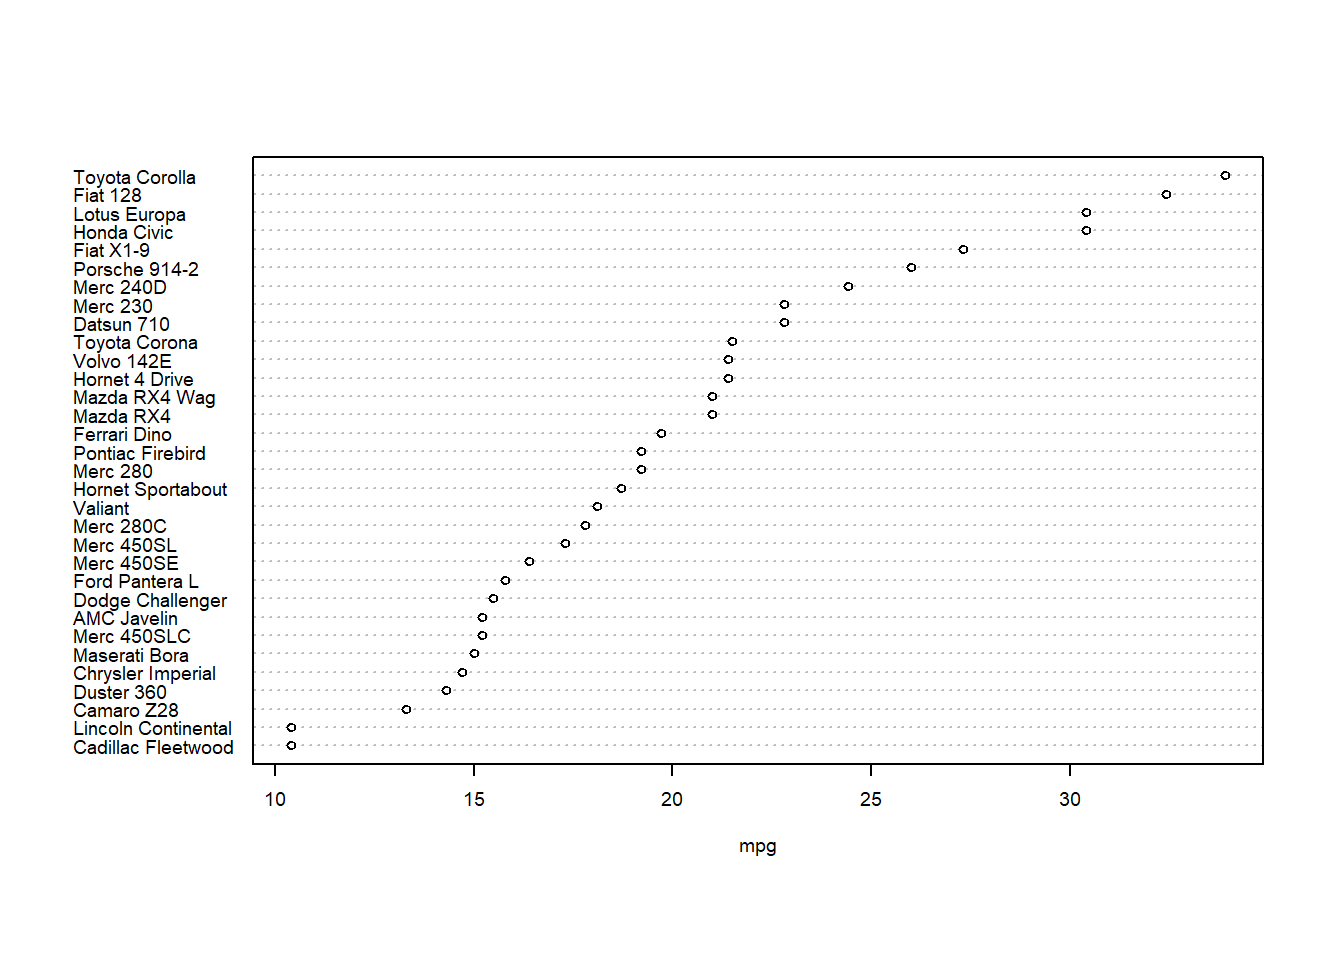 Toyota Corolla
Fiat 128
Lotus Europa
Honda Civic
Fiat X1-9
Porsche 914-2
Merc 240D
Merc 230
Datsun 710
Toyota Corona
Volvo 142E
Hornet 4 Drive
Mazda RX4 Wag
Mazda RX4
Ferrari Dino
Pontiac Firebird
Merc 280
Hornet Sportabout
Valiant
Merc 280C
Merc 450SL
Merc 450SE
Ford Pantera L
Dodge Challenger
AMC Javelin
Merc 450SLC
Maserati Bora
Chrysler Imperial
Duster 360
Camaro Z28
Lincoln Continental
Cadillac Fleetwood
10 15 20 25 30
mpg